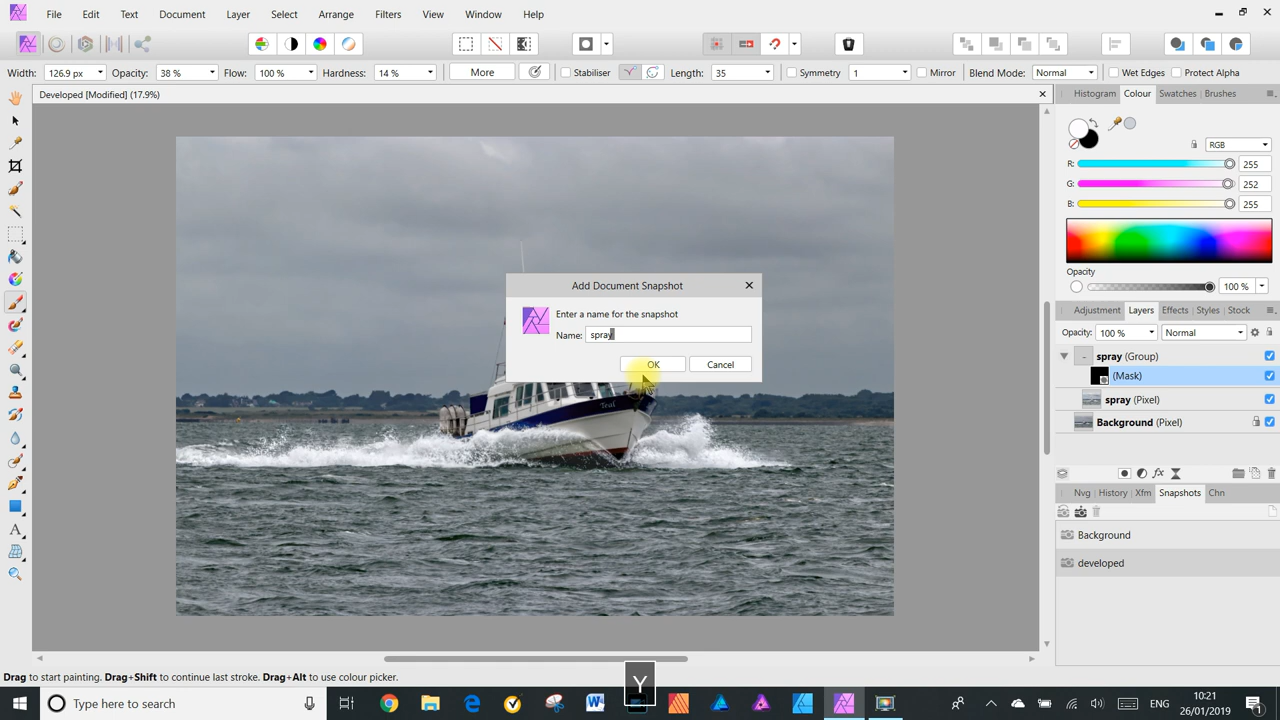 File Edit Text Document Layer Select Arrange Filters View Window Help
Width: 126.9 px Opacity: 38 % Flow: 100 % Hardness: 14 % More Stabiliser Length: 35 Symmetry 1 Mirror Blend Mode: Normal Wet Edges Protect Alpha
Developed [Modified] (17.9%)
Histogram Colour Swatches Brushes
RGB
R: 255
G: 252
B: 255
Opacity
100 %
Adjustment Layers Effects Styles Stock
Opacity: 100 % Normal
spray (Group)
(Mask)
spray (Pixel)
Background (Pixel)
Nvg History Xfm Snapshots Chn
Background
developed
Add Document Snapshot
Enter a name for the snapshot
Name: spray
OK Cancel
Teal
Drag to start painting. Drag+Shift to continue last stroke. Drag+Alt to use colour picker.
Y
Type here to search
ENG
10:21
26/01/2019
1